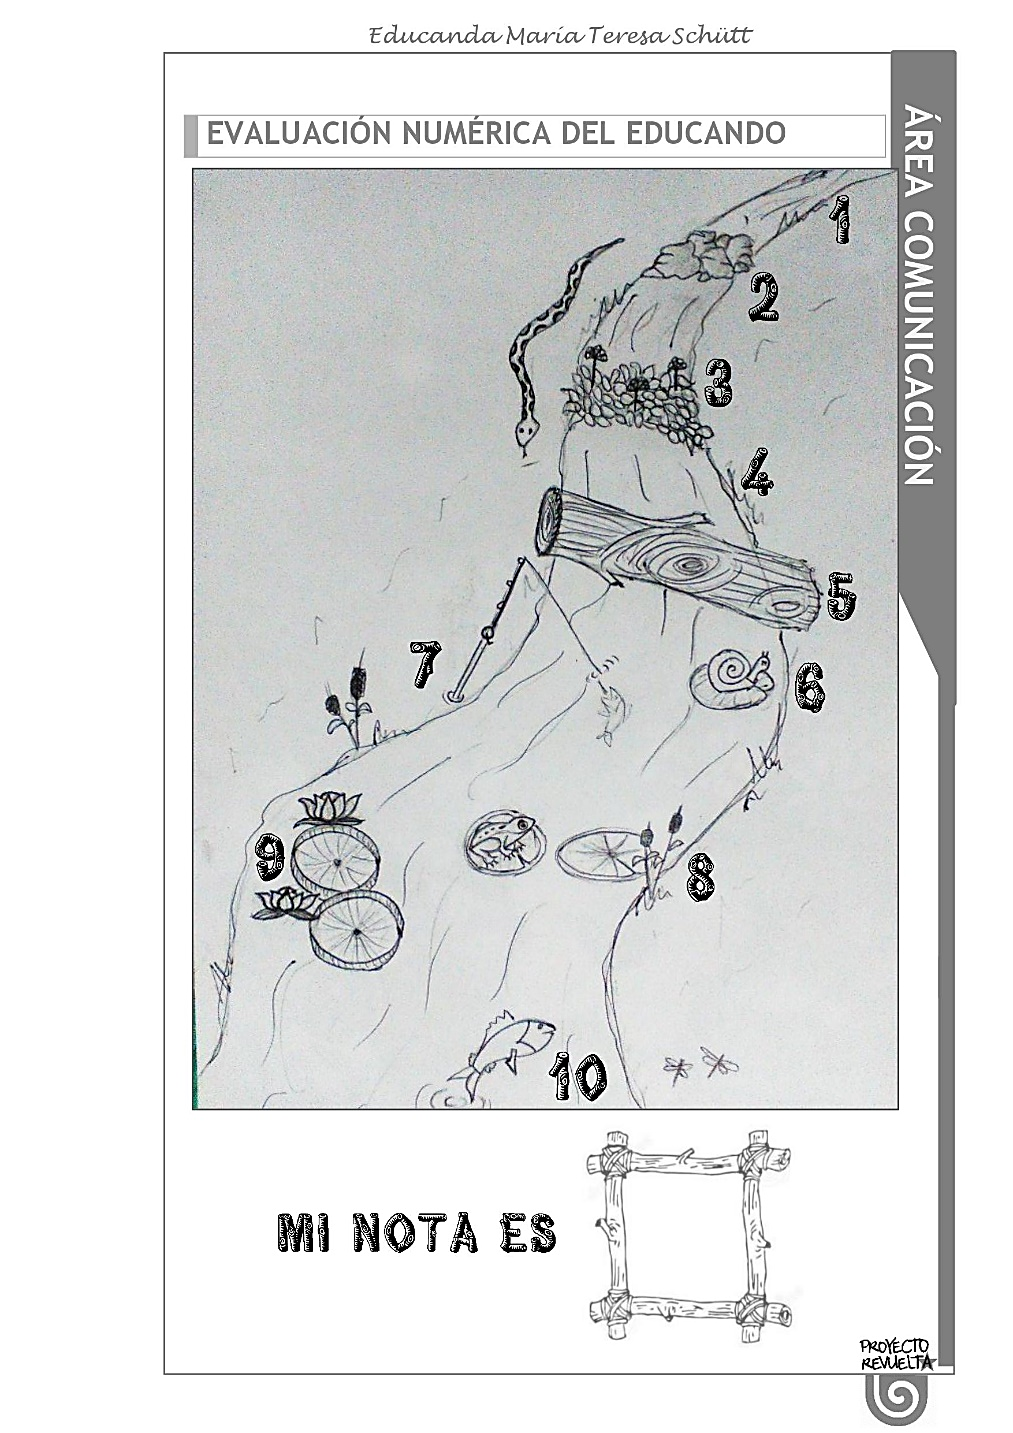 Educanda María Teresa Schütt
EVALUACIÓN NUMÉRICA DEL EDUCANDO
ÁREA COMUNICACIÓN
1
2
3
4
5
6
7
8
9
10
MI NOTA ES
PROYECTO
REVUELTA